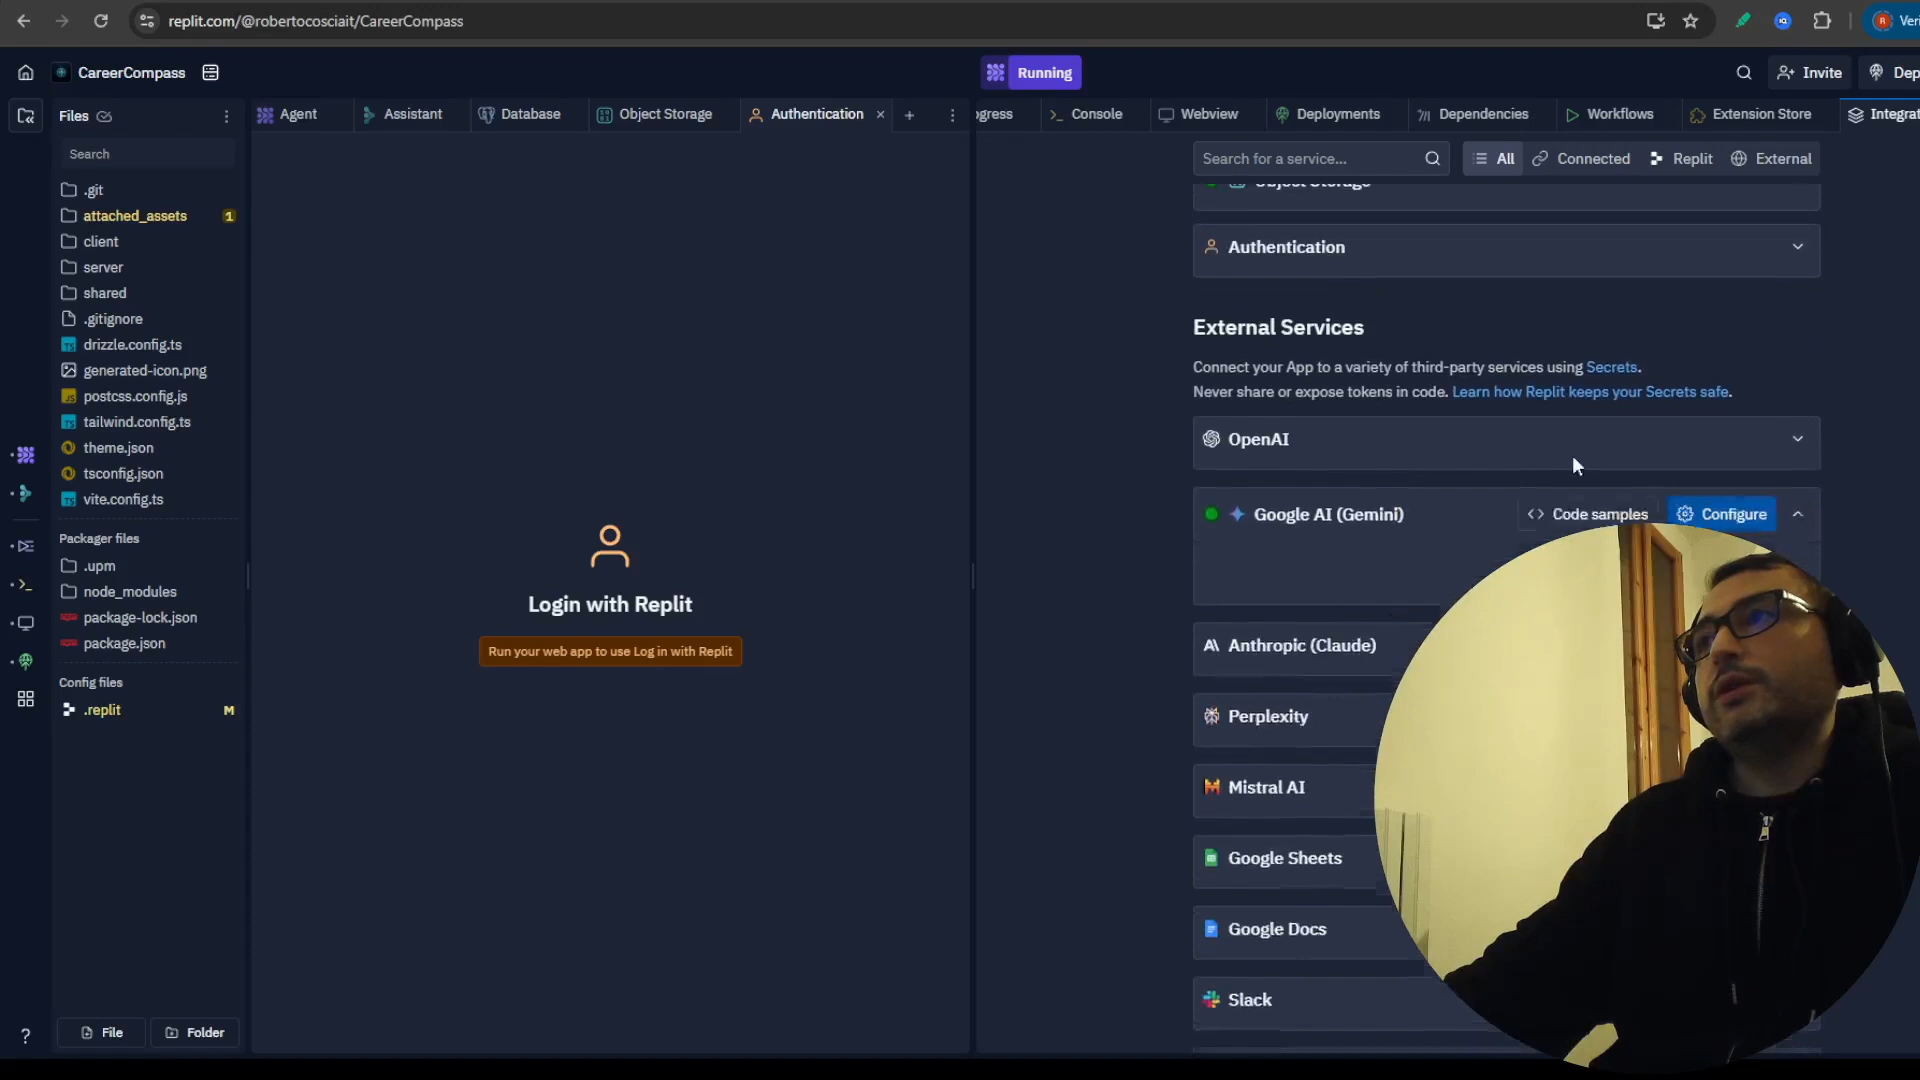 replit.com/@robertocosciait/CareerCompass
R
Veri
CareerCompass
Running
Invite
Dep
Files
Search
.git
attached_assets 1
client
server
shared
.gitignore
drizzle.config.ts
generated-icon.png
postcss.config.js
tailwind.config.ts
theme.json
tsconfig.json
vite.config.ts
Packager files
.upm
node_modules
package-lock.json
package.json
Config files
.replit M
File
Folder
Agent
Assistant
Database
Object Storage
Authentication
Login with Replit
Run your web app to use Log in with Replit
ogress
Console
Webview
Deployments
Dependencies
Workflows
Extension Store
Integrat
Search for a service...
All
Connected
Replit
External
Object Storage
Authentication
External Services
Connect your App to a variety of third-party services using Secrets.
Never share or expose tokens in code. Learn how Replit keeps your Secrets safe.
OpenAI
Google AI (Gemini)
Code samples
Configure
Anthropic (Claude)
Perplexity
Mistral AI
Google Sheets
Google Docs
Slack